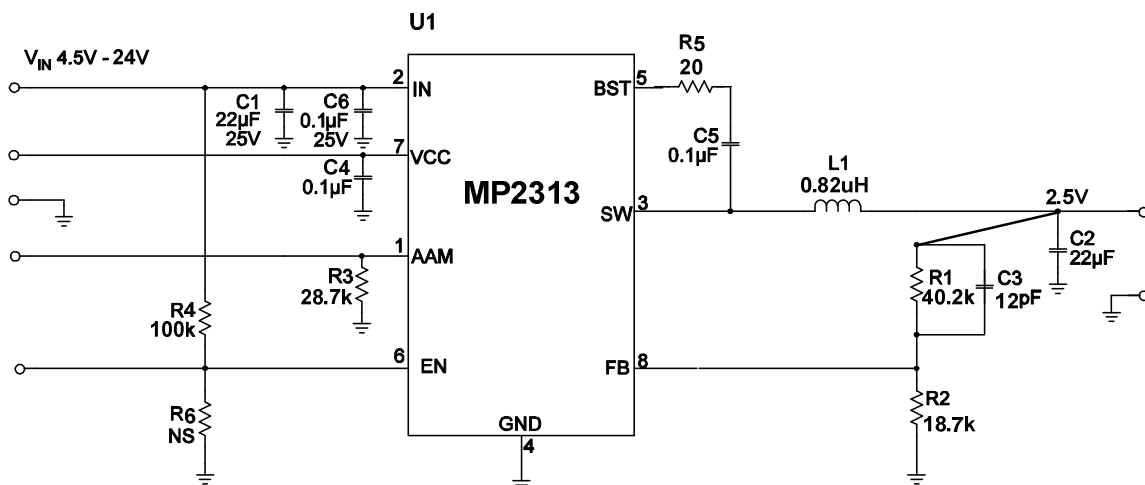 U1
V_IN 4.5V - 24V
2
IN
C1
22µF
25V
C6
0.1µF
25V
7
VCC
C4
0.1µF
1
AAM
R3
28.7k
R4
100k
6
EN
R6
NS
MP2313
GND
4
BST
5
R5
20
C5
0.1µF
SW
3
L1
0.82uH
2.5V
C2
22µF
R1
40.2k
C3
12pF
FB
8
R2
18.7k